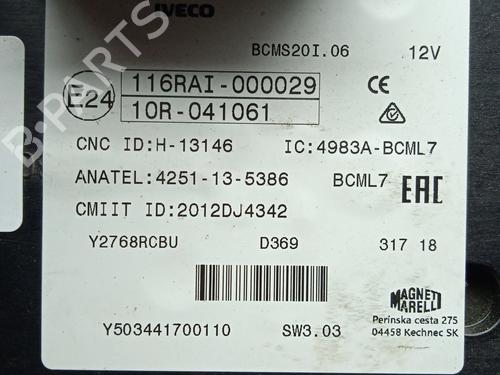 IVECO
BCMS20I.06 12V
E24 116RAI-000029 CE
10R-041061
CNC ID:H-13146 IC:4983A-BCML7
ANATEL:4251-13-5386 BCML7 EAC
CMIIT ID:2012DJ4342
Y2768RCBU D369 317 18
MAGNETI
MARELLI
Perinska cesta 275
04458 Kechnec SK
Y503441700110 SW3.03
B-PARTS